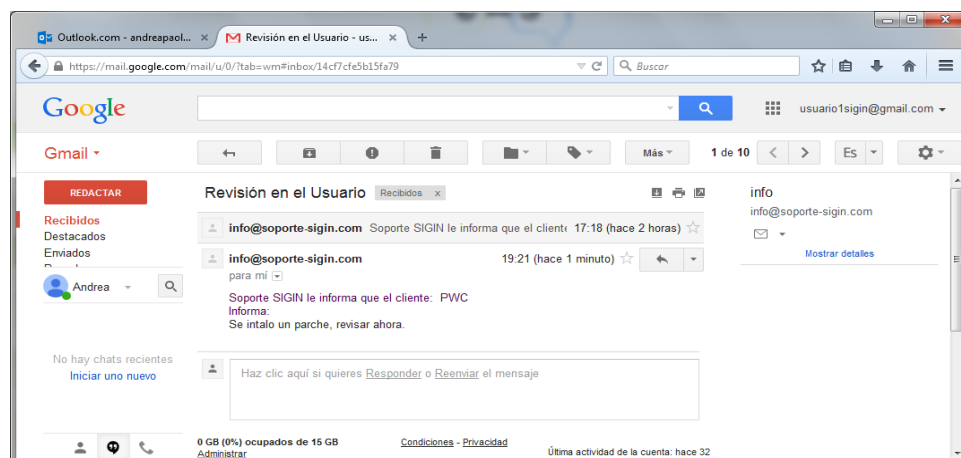 Outlook.com - andreapaol...
Revisión en el Usuario - us...
https://mail.google.com/mail/u/0/?tab=wm#inbox/14cf7cfe5b15fa79
Buscar
Google
usuario1sigin@gmail.com
Gmail
Más
1 de 10
Es
REDACTAR
Recibidos
Destacados
Enviados
Andrea
No hay chats recientes
Iniciar uno nuevo
Revisión en el Usuario Recibidos x
info@soporte-sigin.com Soporte SIGIN le informa que el cliente 17:18 (hace 2 horas)
info@soporte-sigin.com 19:21 (hace 1 minuto)
para mí
Soporte SIGIN le informa que el cliente: PWC
Informa:
Se intalo un parche, revisar ahora.
Haz clic aquí si quieres Responder o Reenviar el mensaje
0 GB (0%) ocupados de 15 GB
Administrar
Condiciones - Privacidad
Última actividad de la cuenta: hace 32
info
info@soporte-sigin.com
Mostrar detalles